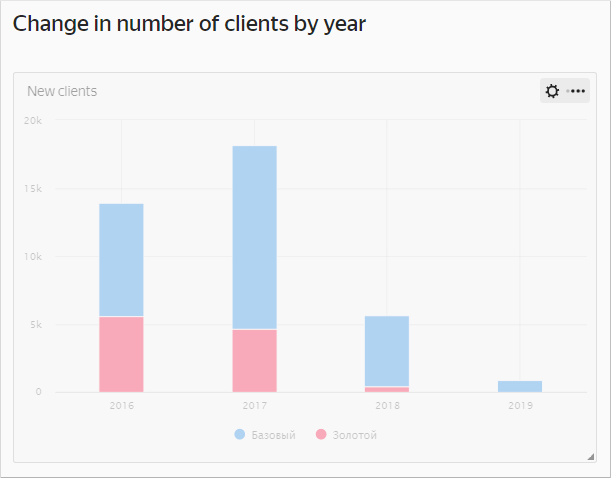 Change in number of clients by year
New clients
20k
15k
10k
5k
0
2016 2017 2018 2019
Базовый Золотой